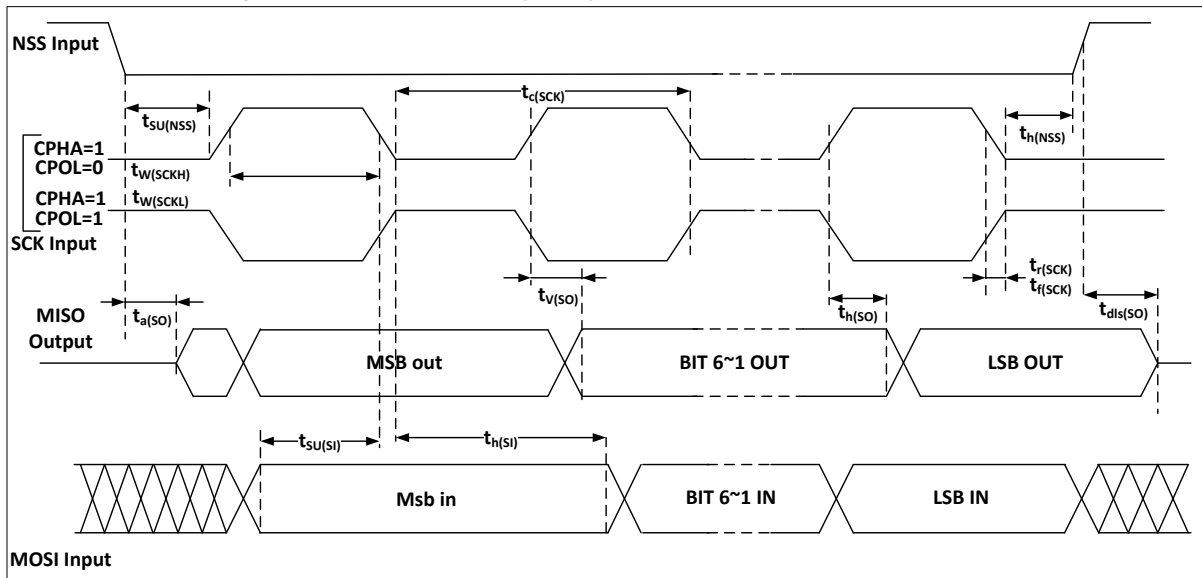 NSS Input
tc(SCK)
tSU(NSS)
th(NSS)
CPHA=1
CPOL=0
tW(SCKH)
CPHA=1
tW(SCKL)
CPOL=1
SCK Input
tr(SCK)
tV(SO)
tf(SCK)
ta(SO)
th(SO)
tdis(SO)
MISO
Output
MSB out
BIT 6~1 OUT
LSB OUT
tSU(SI)
th(SI)
Msb in
BIT 6~1 IN
LSB IN
MOSI Input